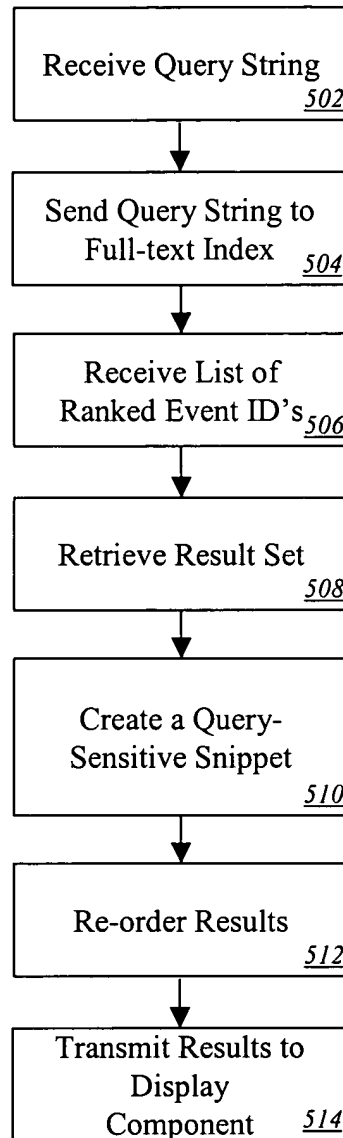 Receive Query String
502
Send Query String to
Full-text Index
504
Receive List of
Ranked Event ID's
506
Retrieve Result Set
508
Create a Query-
Sensitive Snippet
510
Re-order Results
512
Transmit Results to
Display
Component
514